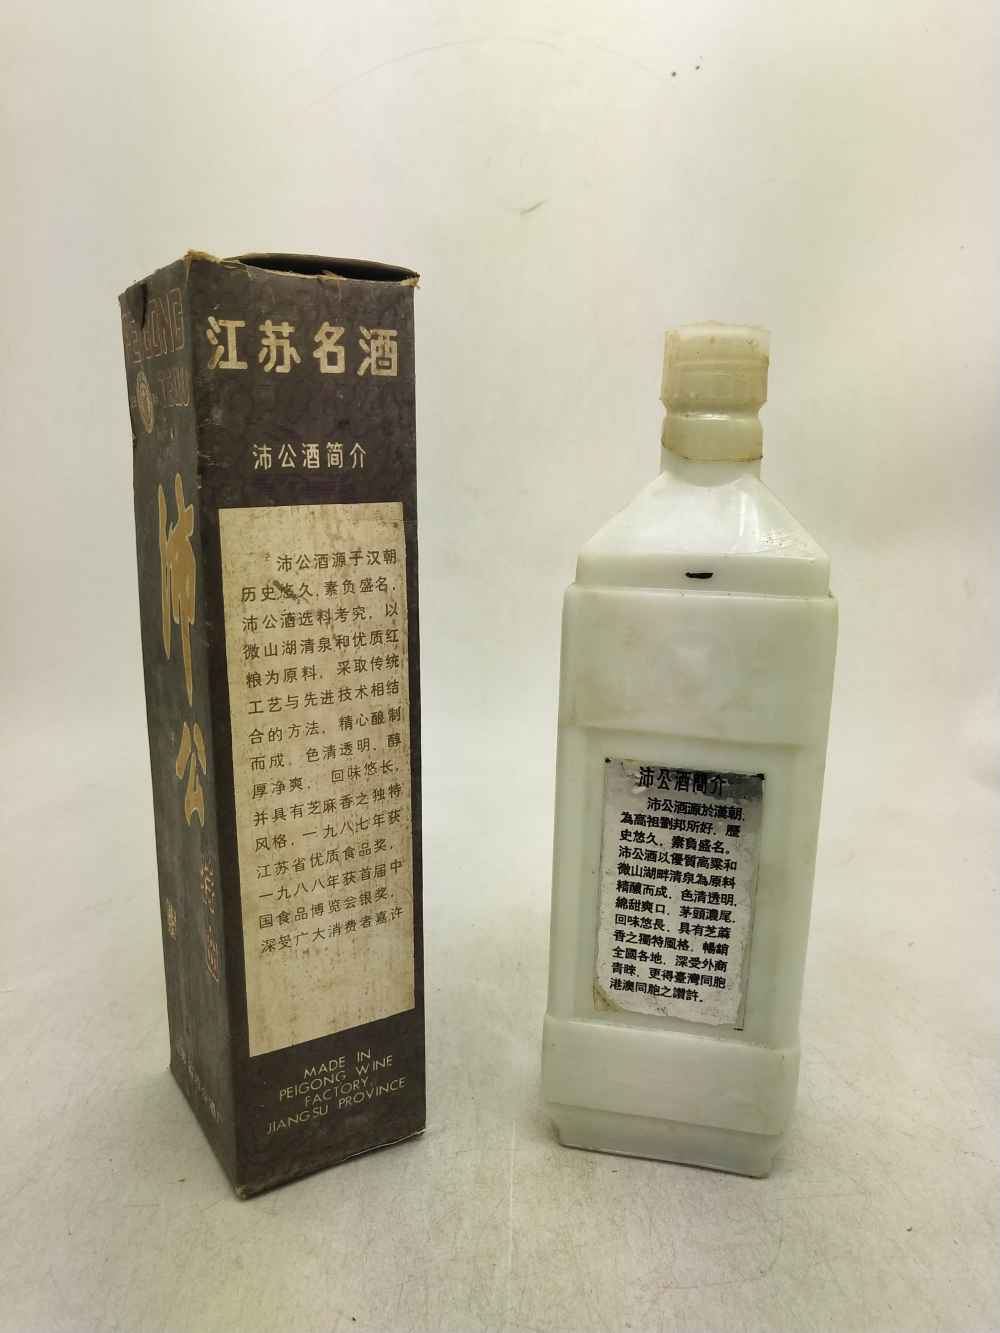 江苏名酒
沛公酒简介
沛公酒源于汉朝
历史悠久，素负盛名，
沛公酒选料考究，以
微山湖清泉和优质红
粮为原料，采取传统
工艺与先进技术相结
合的方法，精心酿制
而成，色清透明，醇
厚净爽，回味悠长，
并具有芝麻香之独特
风格，一九八七年获
江苏省优质食品奖，
一九八八年获首届中
国食品博览会银奖，
深受广大消费者嘉许
MADE IN
PEIGONG WINE
FACTORY,
JIANGSU PROVINCE
沛公
沛公酒簡介
沛公酒源於漢朝，
為高祖劉邦所好，歷
史悠久，素負盛名。
沛公酒以優質高粱和
微山湖畔清泉為原料
精釀而成，色清透明，
綿甜爽口，茅頭濃尾，
回味悠長，具有芝蔴
香之獨特風格，暢銷
全國各地，深受外商
青睞，更得臺灣同胞
港澳同胞之讚許。